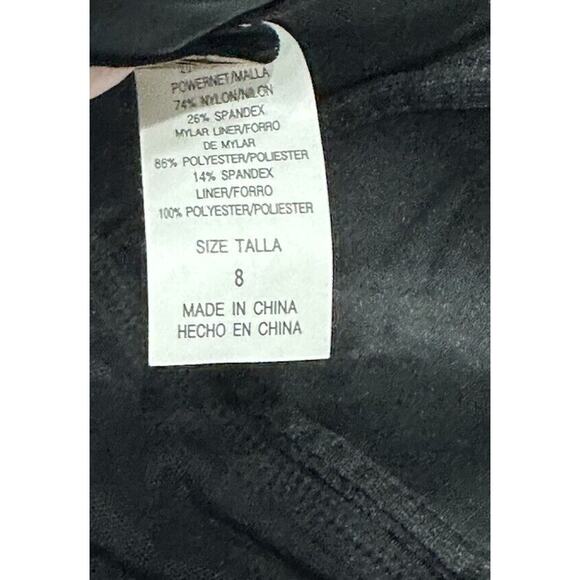 POWERNET/MALLA
74% NYLON/NILON
26% SPANDEX
MYLAR LINER/FORRO
DE MYLAR
86% POLYESTER/POLIESTER
14% SPANDEX
LINER/FORRO
100% POLYESTER/POLIESTER
SIZE TALLA
8
MADE IN CHINA
HECHO EN CHINA